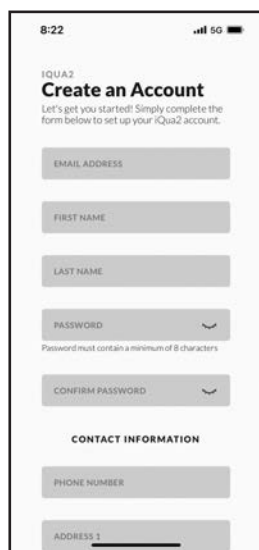 8:22
5G
IQUA2
Create an Account
Let's get you started! Simply complete the
form below to set up your iQua2 account.
EMAIL ADDRESS
FIRST NAME
LAST NAME
PASSWORD
Password must contain a minimum of 8 characters
CONFIRM PASSWORD
CONTACT INFORMATION
PHONE NUMBER
ADDRESS 1